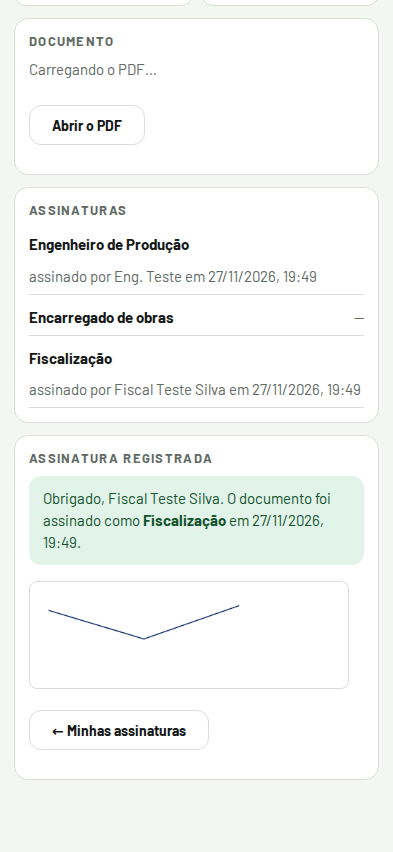 DOCUMENTO
Carregando o PDF...
Abrir o PDF
ASSINATURAS
Engenheiro de Produção
assinado por Eng. Teste em 27/11/2026, 19:49
Encarregado de obras —
Fiscalização
assinado por Fiscal Teste Silva em 27/11/2026, 19:49
ASSINATURA REGISTRADA
Obrigado, Fiscal Teste Silva. O documento foi
assinado como Fiscalização em 27/11/2026,
19:49.
← Minhas assinaturas